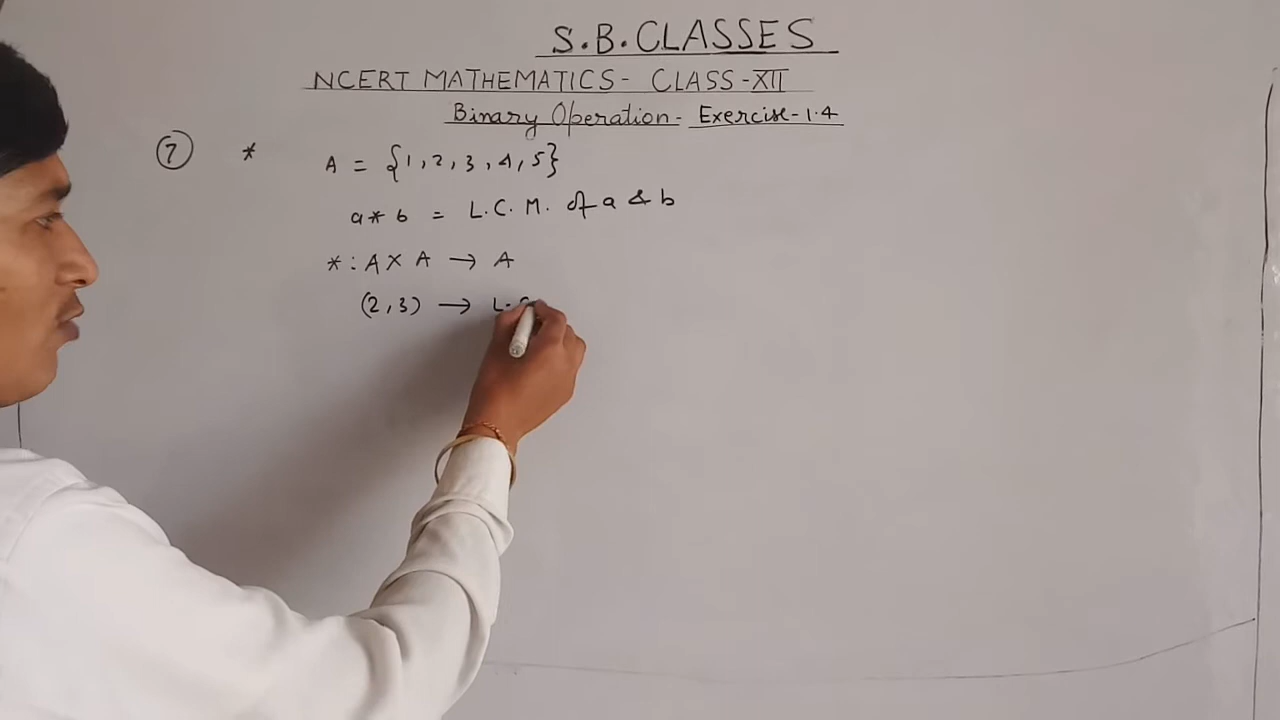 S.B.CLASSES
NCERT MATHEMATICS- CLASS-XII
Binary Operation- Exercise-1.4
7 * A = {1,2,3,4,5}
a*b = L.C.M. of a & b
*:A×A → A
(2,3) → L.C